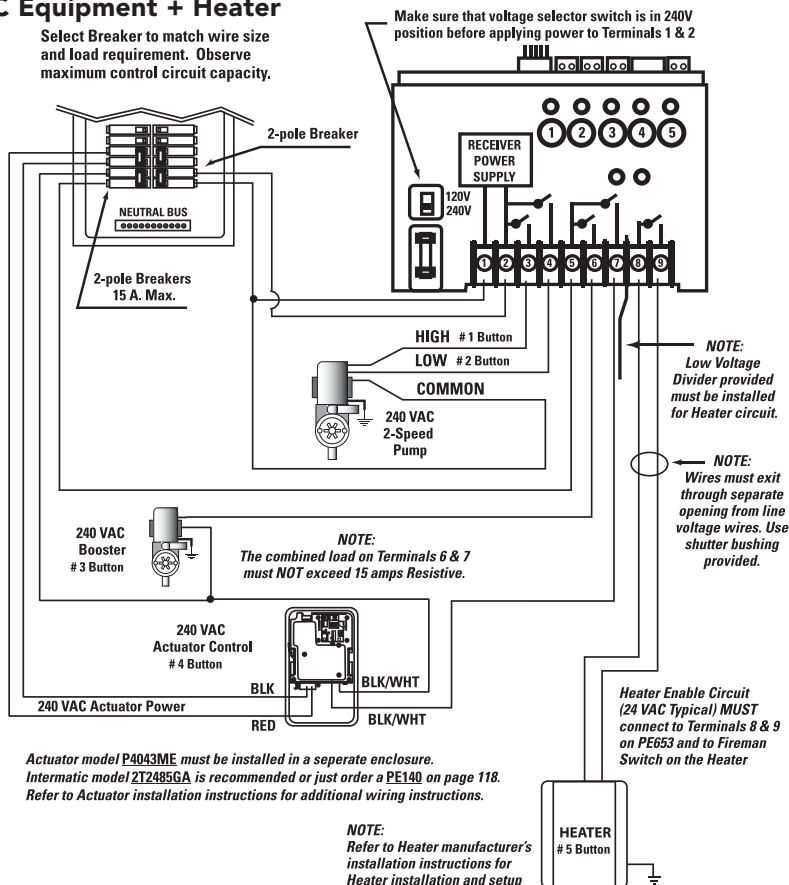 C Equipment + Heater
Select Breaker to match wire size
and load requirement. Observe
maximum control circuit capacity.
Make sure that voltage selector switch is in 240V
position before applying power to Terminals 1 & 2
2-pole Breaker
NEUTRAL BUS
2-pole Breakers
15 A. Max.
RECEIVER
POWER
SUPPLY
120V
240V
1 2 3 4 5
1 2 3 4 5 6 7 8 9
HIGH # 1 Button
LOW # 2 Button
COMMON
240 VAC
2-Speed
Pump
NOTE:
Low Voltage
Divider provided
must be installed
for Heater circuit.
NOTE:
Wires must exit
through separate
opening from line
voltage wires. Use
shutter bushing
provided.
240 VAC
Booster
# 3 Button
NOTE:
The combined load on Terminals 6 & 7
must NOT exceed 15 amps Resistive.
240 VAC
Actuator Control
# 4 Button
BLK
BLK/WHT
240 VAC Actuator Power
RED
BLK/WHT
Heater Enable Circuit
(24 VAC Typical) MUST
connect to Terminals 8 & 9
on PE653 and to Fireman
Switch on the Heater
Actuator model P4043ME must be installed in a seperate enclosure.
Intermatic model 2T2485GA is recommended or just order a PE140 on page 118.
Refer to Actuator installation instructions for additional wiring instructions.
NOTE:
Refer to Heater manufacturer's
installation instructions for
Heater installation and setup
HEATER
# 5 Button